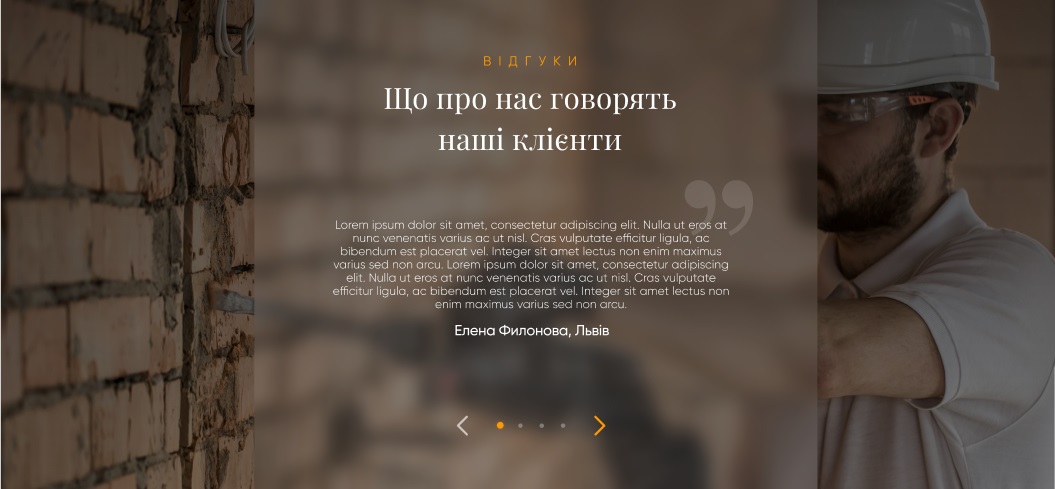 ВІДГУКИ
Що про нас говорять
наші клієнти
”
Lorem ipsum dolor sit amet, consectetur adipiscing elit. Nulla ut eros at
nunc venenatis varius ac ut nisl. Cras vulputate efficitur ligula, ac
bibendum est placerat vel. Integer sit amet lectus non enim maximus
varius sed non arcu. Lorem ipsum dolor sit amet, consectetur adipiscing
elit. Nulla ut eros at nunc venenatis varius ac ut nisl. Cras vulputate
efficitur ligula, ac bibendum est placerat vel. Integer sit amet lectus non
enim maximus varius sed non arcu.
Елена Филонова, Львів